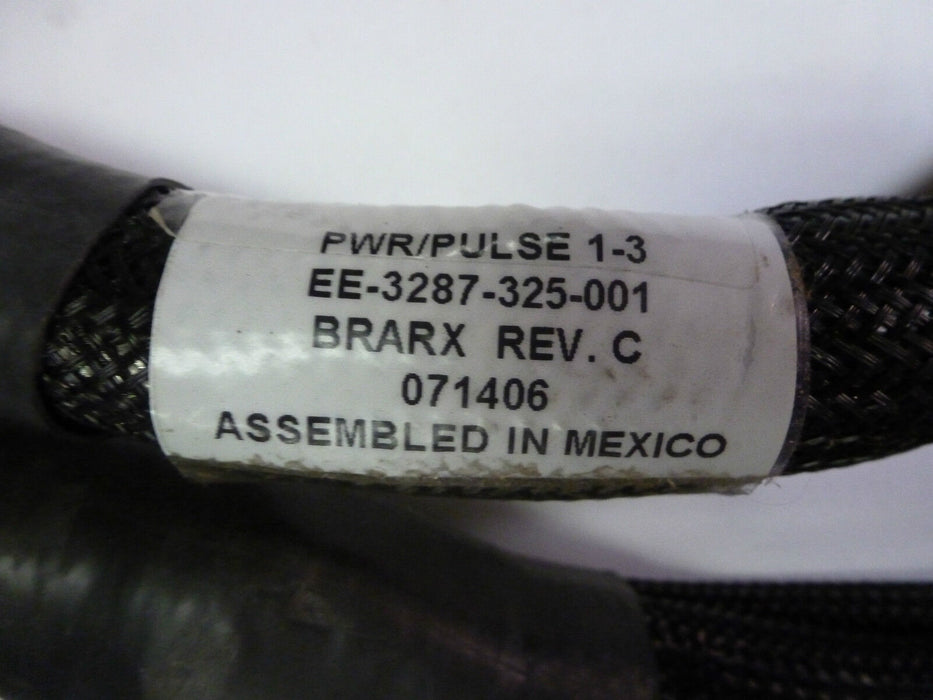 PWR/PULSE 1-3
EE-3287-325-001
BRARX REV. C
071406
ASSEMBLED IN MEXICO